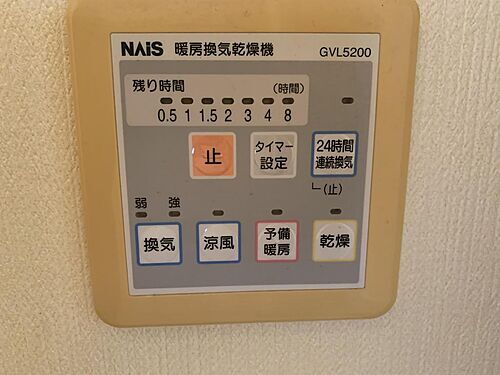 NAiS 暖房換気乾燥機 GVL5200
残り時間 (時間)
0.5 1 1.5 2 3 4 8
止
タイマー
設定
24時間
連続換気
(止)
弱 強
換気
涼風
予備
暖房
乾燥